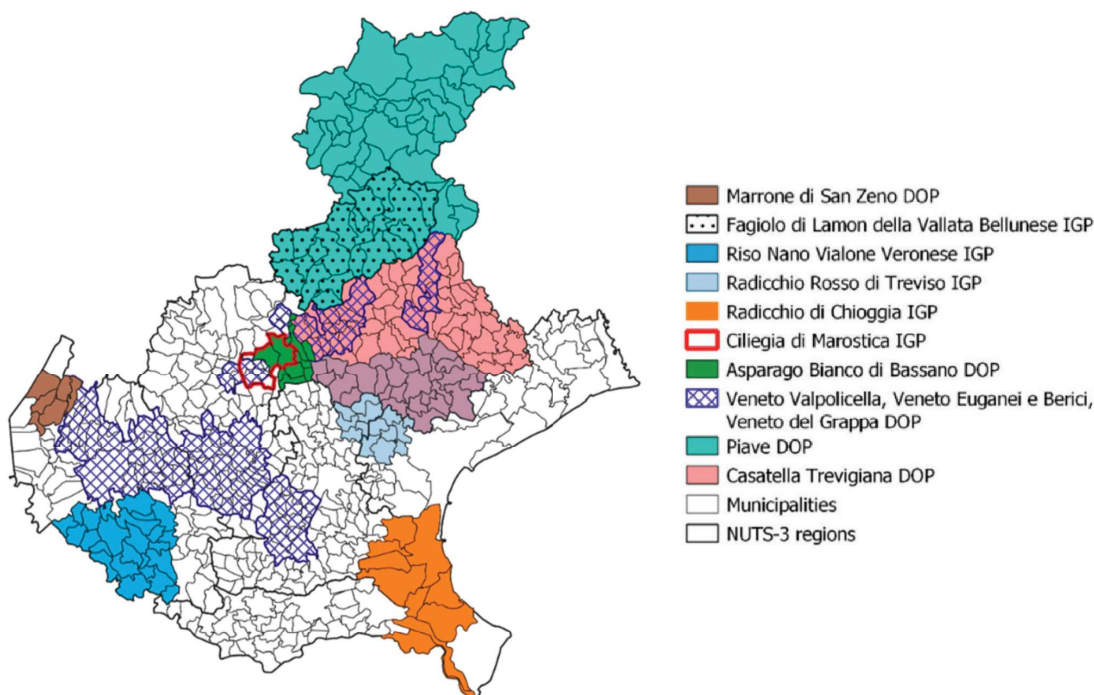 Marrone di San Zeno DOP
Fagiolo di Lamon della Vallata Bellunese IGP
Riso Nano Vialone Veronese IGP
Radicchio Rosso di Treviso IGP
Radicchio di Chioggia IGP
Ciliegia di Marostica IGP
Asparago Bianco di Bassano DOP
Veneto Valpolicella, Veneto Euganei e Berici,
Veneto del Grappa DOP
Piave DOP
Casatella Trevigiana DOP
Municipalities
NUTS-3 regions